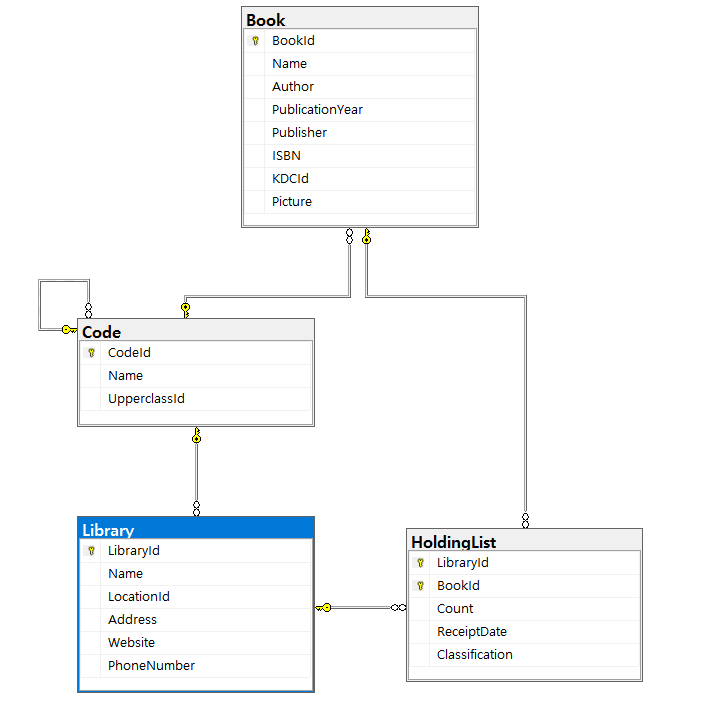 Book
BookId
Name
Author
PublicationYear
Publisher
ISBN
KDCId
Picture
Code
CodeId
Name
UpperclassId
Library
LibraryId
Name
LocationId
Address
Website
PhoneNumber
HoldingList
LibraryId
BookId
Count
ReceiptDate
Classification